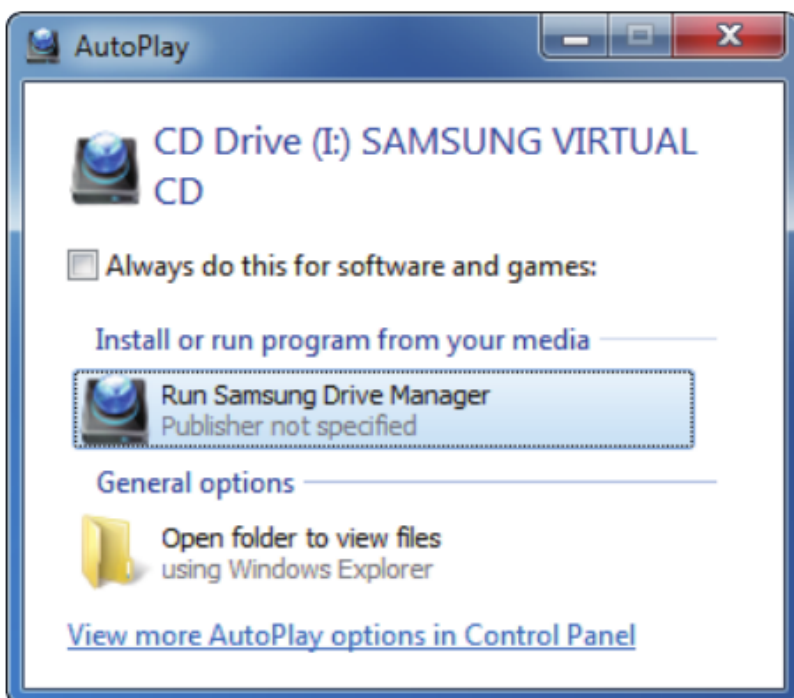 AutoPlay
CD Drive (I:) SAMSUNG VIRTUAL
CD
Always do this for software and games:
Install or run program from your media
Run Samsung Drive Manager
Publisher not specified
General options
Open folder to view files
using Windows Explorer
View more AutoPlay options in Control Panel